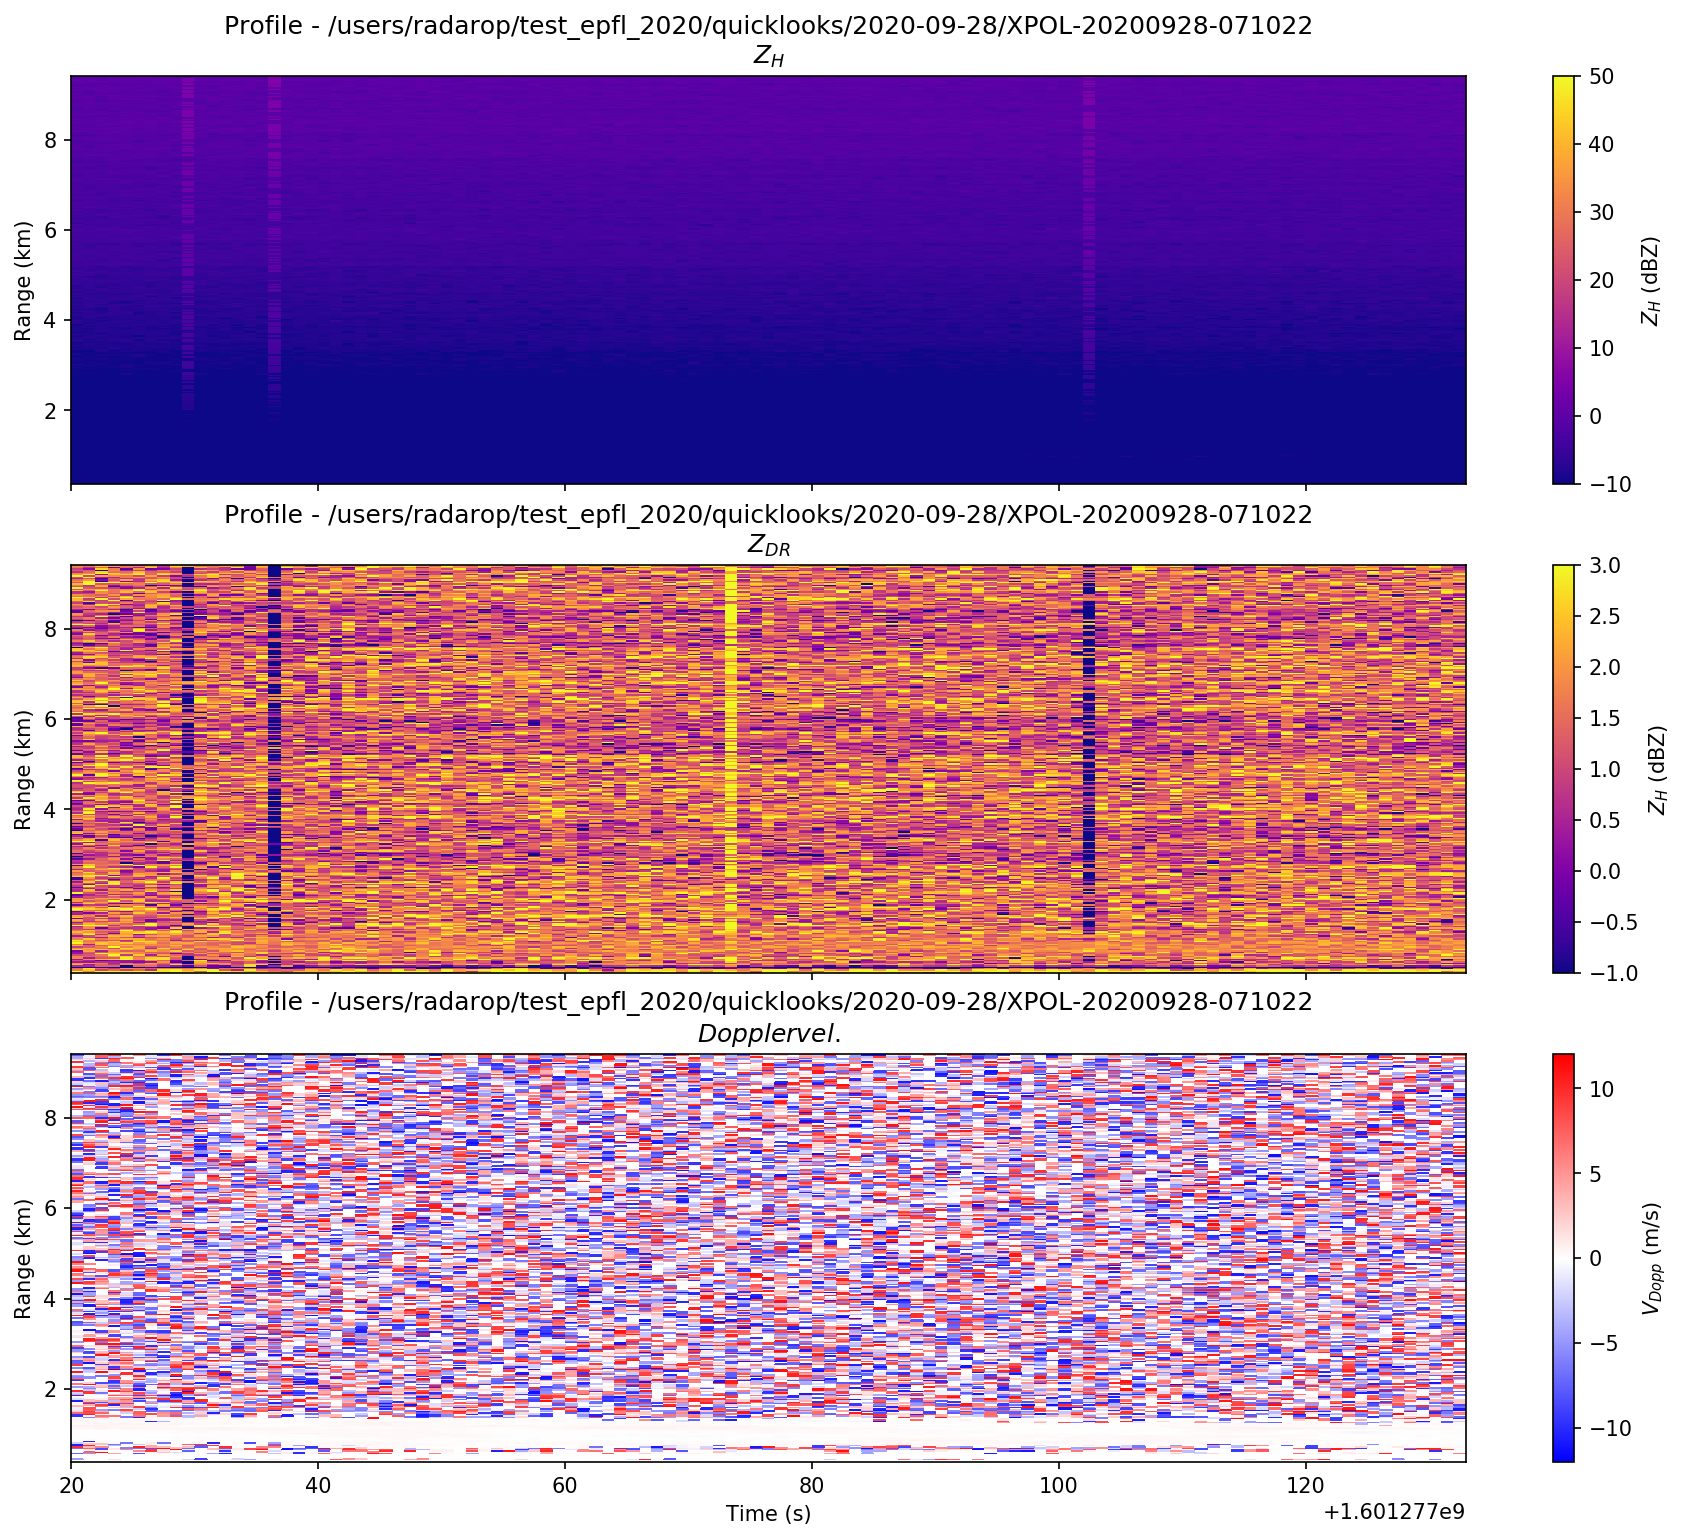 Profile - /users/radarop/test_epfl_2020/quicklooks/2020-09-28/XPOL-20200928-071022
Z_H
8
6
4
2
Range (km)
50
40
30
20
10
0
−10
Z_H (dBZ)
Profile - /users/radarop/test_epfl_2020/quicklooks/2020-09-28/XPOL-20200928-071022
Z_DR
8
6
4
2
Range (km)
3.0
2.5
2.0
1.5
1.0
0.5
0.0
−0.5
−1.0
Z_H (dBZ)
Profile - /users/radarop/test_epfl_2020/quicklooks/2020-09-28/XPOL-20200928-071022
Dopplervel.
8
6
4
2
Range (km)
20 40 60 80 100 120
Time (s)
+1.601277e9
10
5
0
−5
−10
V_Dopp (m/s)